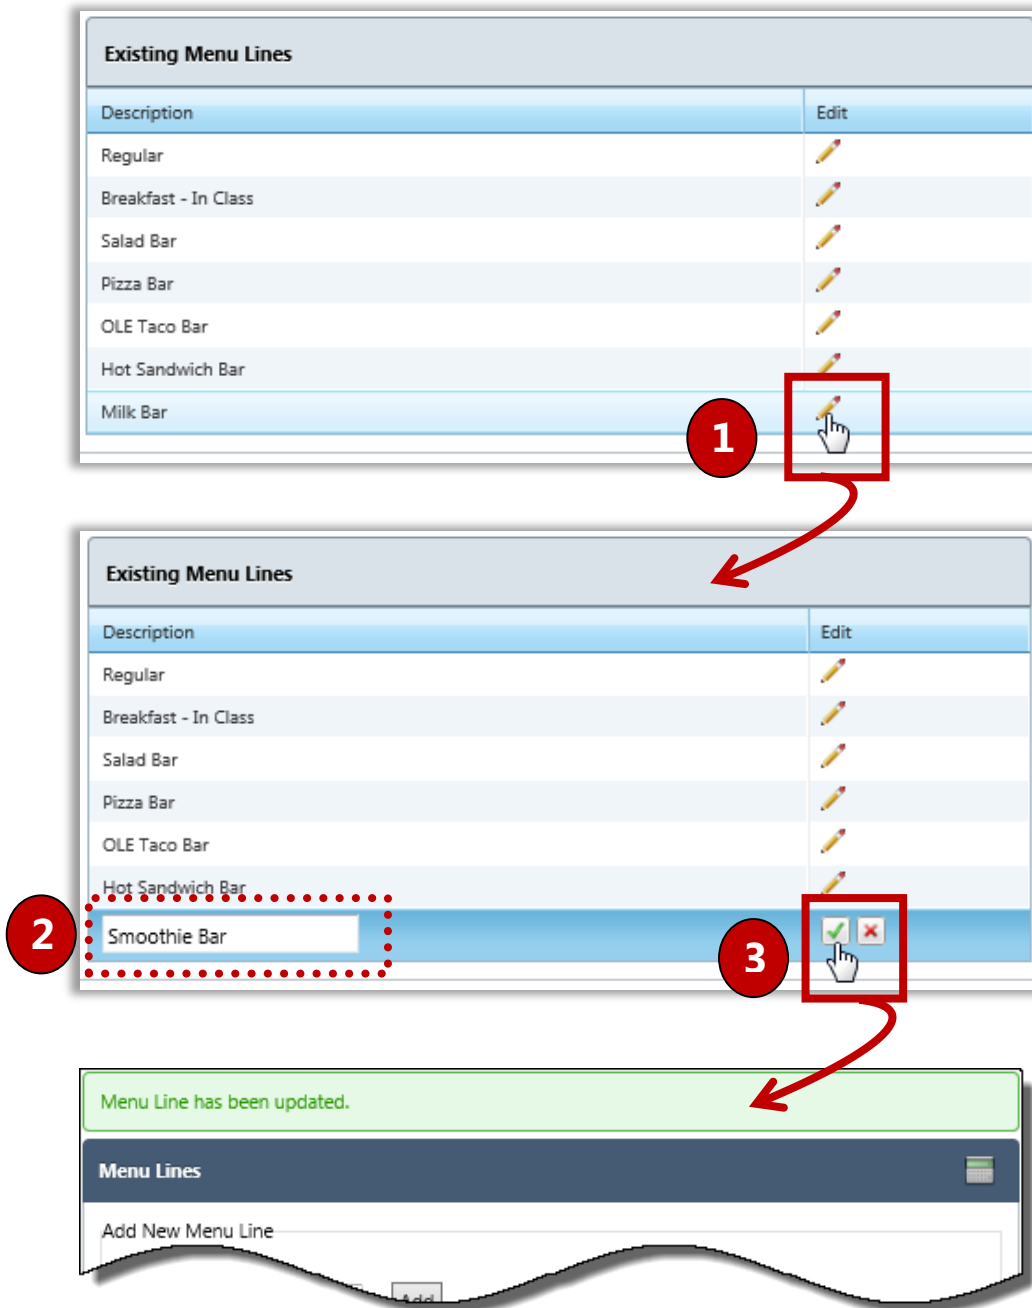 Existing Menu Lines
Description Edit
Regular
Breakfast - In Class
Salad Bar
Pizza Bar
OLE Taco Bar
Hot Sandwich Bar
Milk Bar
1
Existing Menu Lines
Description Edit
Regular
Breakfast - In Class
Salad Bar
Pizza Bar
OLE Taco Bar
Hot Sandwich Bar
2
Smoothie Bar
3
Menu Line has been updated.
Menu Lines
Add New Menu Line
Add